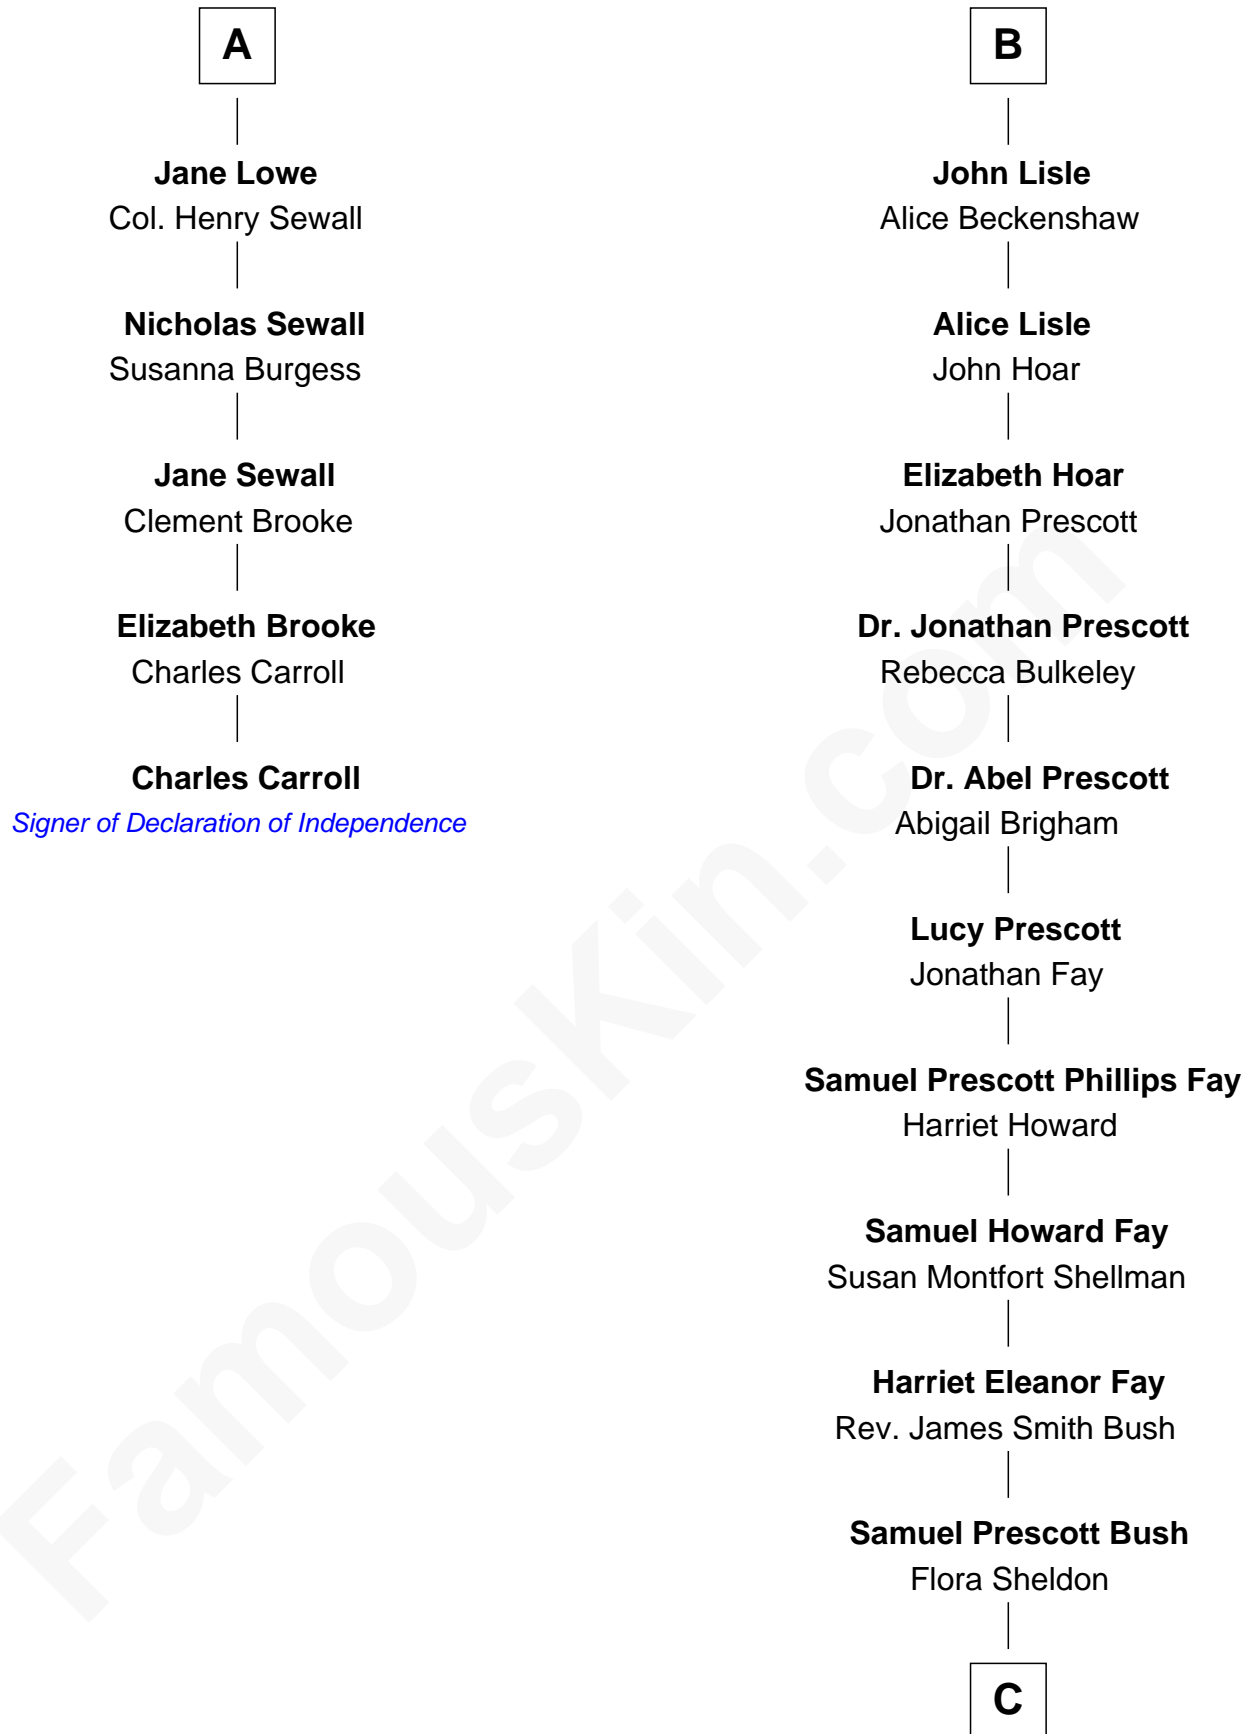 A
Jane Lowe
Col. Henry Sewall
Nicholas Sewall
Susanna Burgess
Jane Sewall
Clement Brooke
Elizabeth Brooke
Charles Carroll
Charles Carroll
Signer of Declaration of Independence
B
John Lisle
Alice Beckenshaw
Alice Lisle
John Hoar
Elizabeth Hoar
Jonathan Prescott
Dr. Jonathan Prescott
Rebecca Bulkeley
Dr. Abel Prescott
Abigail Brigham
Lucy Prescott
Jonathan Fay
Samuel Prescott Phillips Fay
Harriet Howard
Samuel Howard Fay
Susan Montfort Shellman
Harriet Eleanor Fay
Rev. James Smith Bush
Samuel Prescott Bush
Flora Sheldon
C
FamousKin.com